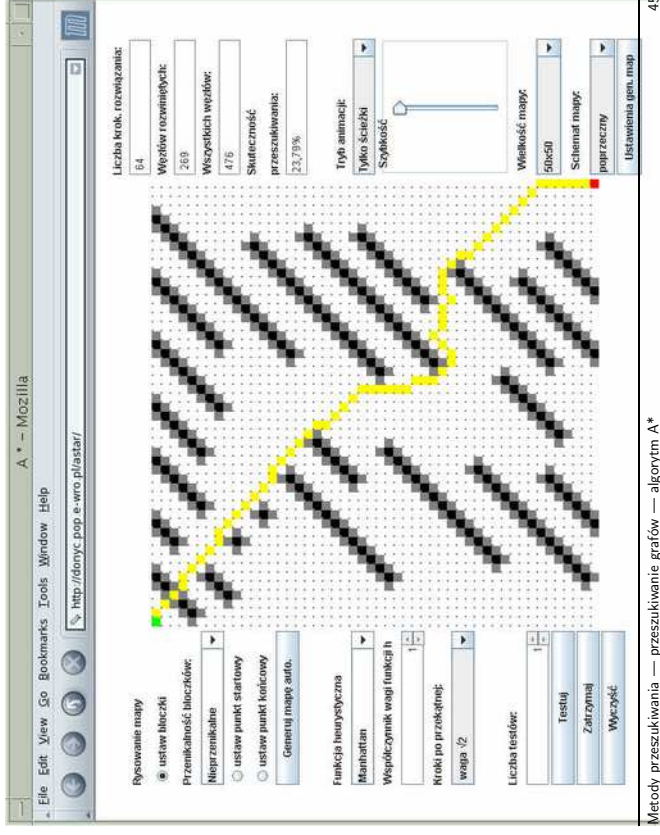 A * – Mozilla
File Edit View Go Bookmarks Tools Window Help
http://donyc.pop.e-wro.pl/astar/
Rysowanie mapy
ustaw bloczki
Przenikalność bloczków:
Nieprzenikalne
ustaw punkt startowy
ustaw punkt końcowy
Generuj mapę auto.
Funkcja heurystyczna
Manhattan
Współczynnik wagi funkcji h
1
Kroki po przekątnej:
waga √2
Liczba testów:
1
Testuj
Zatrzymaj
Wyczyść
Liczba krok. rozwiązania:
64
Węzłów rozwiniętych:
269
Wszystkich węzłów:
476
Skuteczność
przeszukiwania:
23,79%
Tryb animacji:
Tylko ścieżki
Szybkość
Wielkość mapy:
50x50
Schemat mapy:
poprzeczny
Ustawienia gen. map
Metody przeszukiwania — przeszukiwanie grafów — algorytm A*
45